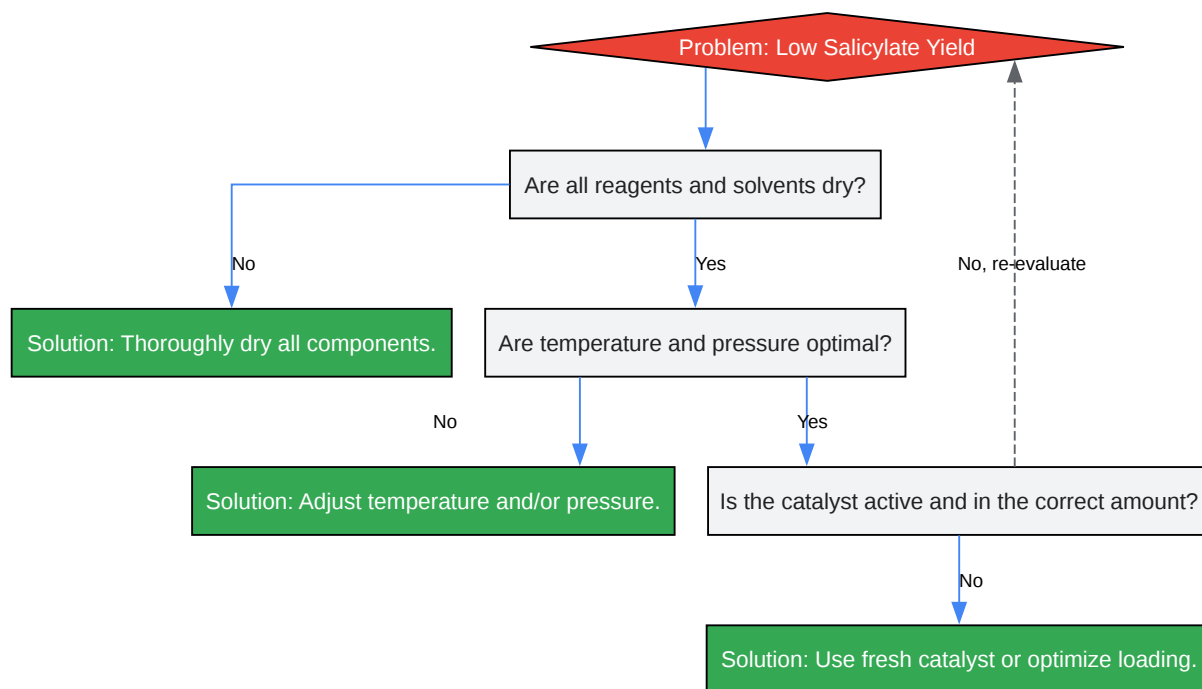 Problem: Low Salicylate Yield
Are all reagents and solvents dry?
No
Yes
No, re-evaluate
Solution: Thoroughly dry all components.
Are temperature and pressure optimal?
No
Yes
Solution: Adjust temperature and/or pressure.
Is the catalyst active and in the correct amount?
No
Solution: Use fresh catalyst or optimize loading.